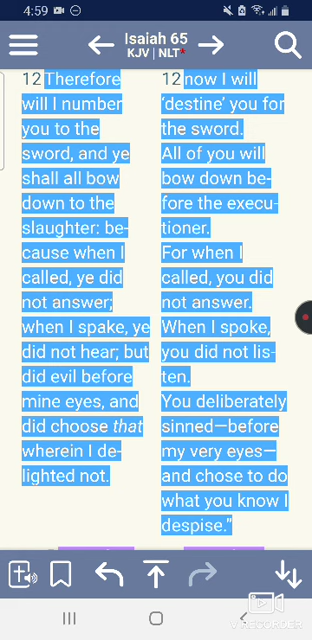 4:59
Isaiah 65
KJV | NLT*
12 Therefore
will I number
you to the
sword, and ye
shall all bow
down to the
slaughter: be-
cause when I
called, ye did
not answer;
when I spake, ye
did not hear; but
did evil before
mine eyes, and
did choose that
wherein I de-
lighted not.
12 now I will
‘destine’ you for
the sword.
All of you will
bow down be-
fore the execu-
tioner.
For when I
called, you did
not answer.
When I spoke,
you did not lis-
ten.
You deliberately
sinned—before
my very eyes—
and chose to do
what you know I
despise.”
V RECORDER